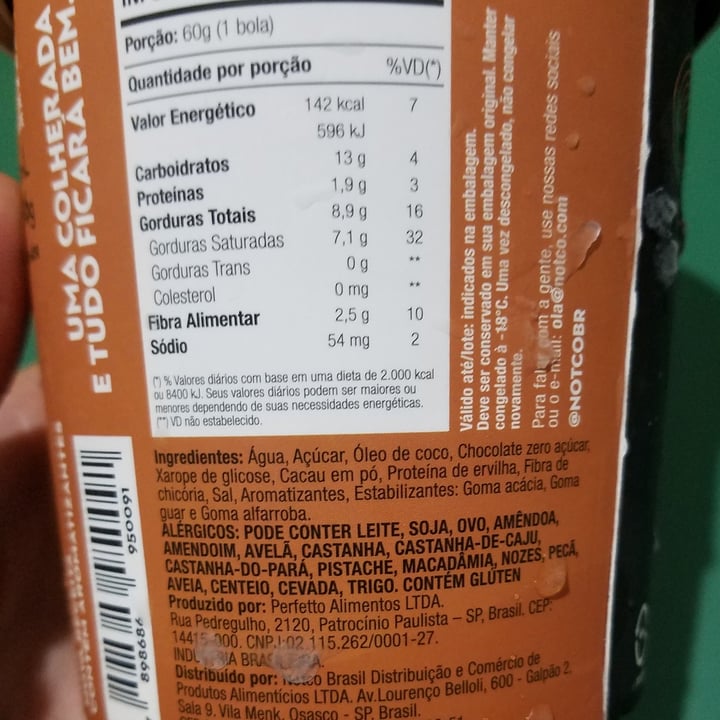 Porção: 60g (1 bola)
Quantidade por porção %VD(*)
Valor Energético 142 kcal 7
596 kJ
Carboidratos 13 g 4
Proteínas 1,9 g 3
Gorduras Totais 8,9 g 16
Gorduras Saturadas 7,1 g 32
Gorduras Trans 0 g **
Colesterol 0 mg **
Fibra Alimentar 2,5 g 10
Sódio 54 mg 2
(*) % Valores diários com base em uma dieta de 2.000 kcal
ou 8400 kJ. Seus valores diários podem ser maiores ou
menores dependendo de suas necessidades energéticas.
(**) VD não estabelecido.
Ingredientes: Água, Açúcar, Óleo de coco, Chocolate zero açúcar,
Xarope de glicose, Cacau em pó, Proteína de ervilha, Fibra de
chicória, Sal, Aromatizantes, Estabilizantes: Goma acácia, Goma
guar e Goma alfarroba.
ALÉRGICOS: PODE CONTER LEITE, SOJA, OVO, AMÊNDOA,
AMENDOIM, AVELÃ, CASTANHA, CASTANHA-DE-CAJU,
CASTANHA-DO-PARÁ, PISTACHE, MACADÂMIA, NOZES, PECÃ,
AVEIA, CENTEIO, CEVADA, TRIGO. CONTÉM GLÚTEN
Produzido por: Perfetto Alimentos LTDA.
Rua Pedregulho, 2120, Patrocínio Paulista – SP, Brasil. CEP:
14415-000. CNPJ:02.115.262/0001-27.
INDÚSTRIA BRASILEIRA.
Distribuído por: Notco Brasil Distribuição e Comércio de
Produtos Alimentícios LTDA. Av.Lourenço Belloli, 600 - Galpão 2,
Sala 9. Vila Menk. Osasco - SP. Brasil.
UMA COLHERADA
E TUDO FICARÁ BEM.
Válido até/lote: indicados na embalagem.
Deve ser conservado em sua embalagem original. Manter
congelado à -18°C. Uma vez descongelado, não congelar
novamente.
Para falar com a gente, use nossas redes sociais
ou o e-mail: ola@notco.com
@NOTCOBR
AROMATIZANTES
898686
950091